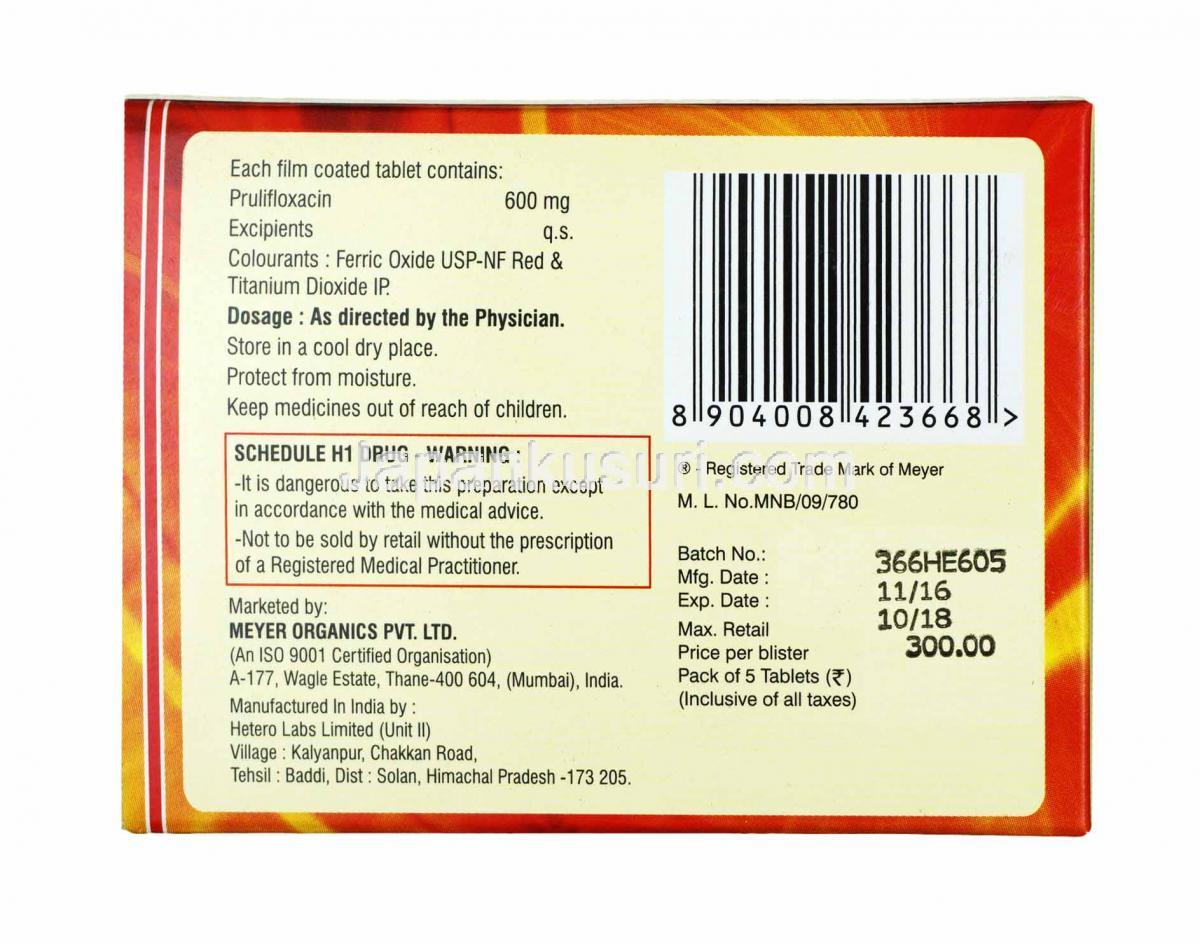 Each film coated tablet contains:
Prulifloxacin 600 mg
Excipients q.s.
Colourants : Ferric Oxide USP-NF Red &
Titanium Dioxide IP.
Dosage : As directed by the Physician.
Store in a cool dry place.
Protect from moisture.
Keep medicines out of reach of children.
SCHEDULE H1 DRUG - WARNING :
-It is dangerous to take this preparation except
in accordance with the medical advice.
-Not to be sold by retail without the prescription
of a Registered Medical Practitioner.
Marketed by:
MEYER ORGANICS PVT. LTD.
(An ISO 9001 Certified Organisation)
A-177, Wagle Estate, Thane-400 604, (Mumbai), India.
Manufactured In India by :
Hetero Labs Limited (Unit II)
Village : Kalyanpur, Chakkan Road,
Tehsil : Baddi, Dist : Solan, Himachal Pradesh -173 205.
8 904008 423668 >
® - Registered Trade Mark of Meyer
M. L. No.MNB/09/780
Batch No.: 366HE605
Mfg. Date : 11/16
Exp. Date : 10/18
Max. Retail 300.00
Price per blister
Pack of 5 Tablets (₹)
(Inclusive of all taxes)
Japankusuri.com